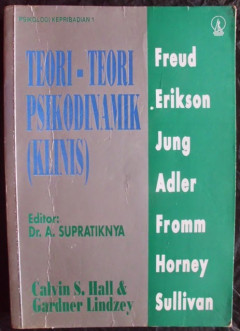 PSIKOLOGI KEPRIBADIAN 1
TEORI - TEORI
PSIKODINAMIK
(KLINIS)
Editor:
Dr. A. SUPRATIKNYA
Calvin S. Hall &
Gardner Lindzey
Freud
Erikson
Jung
Adler
Fromm
Horney
Sullivan